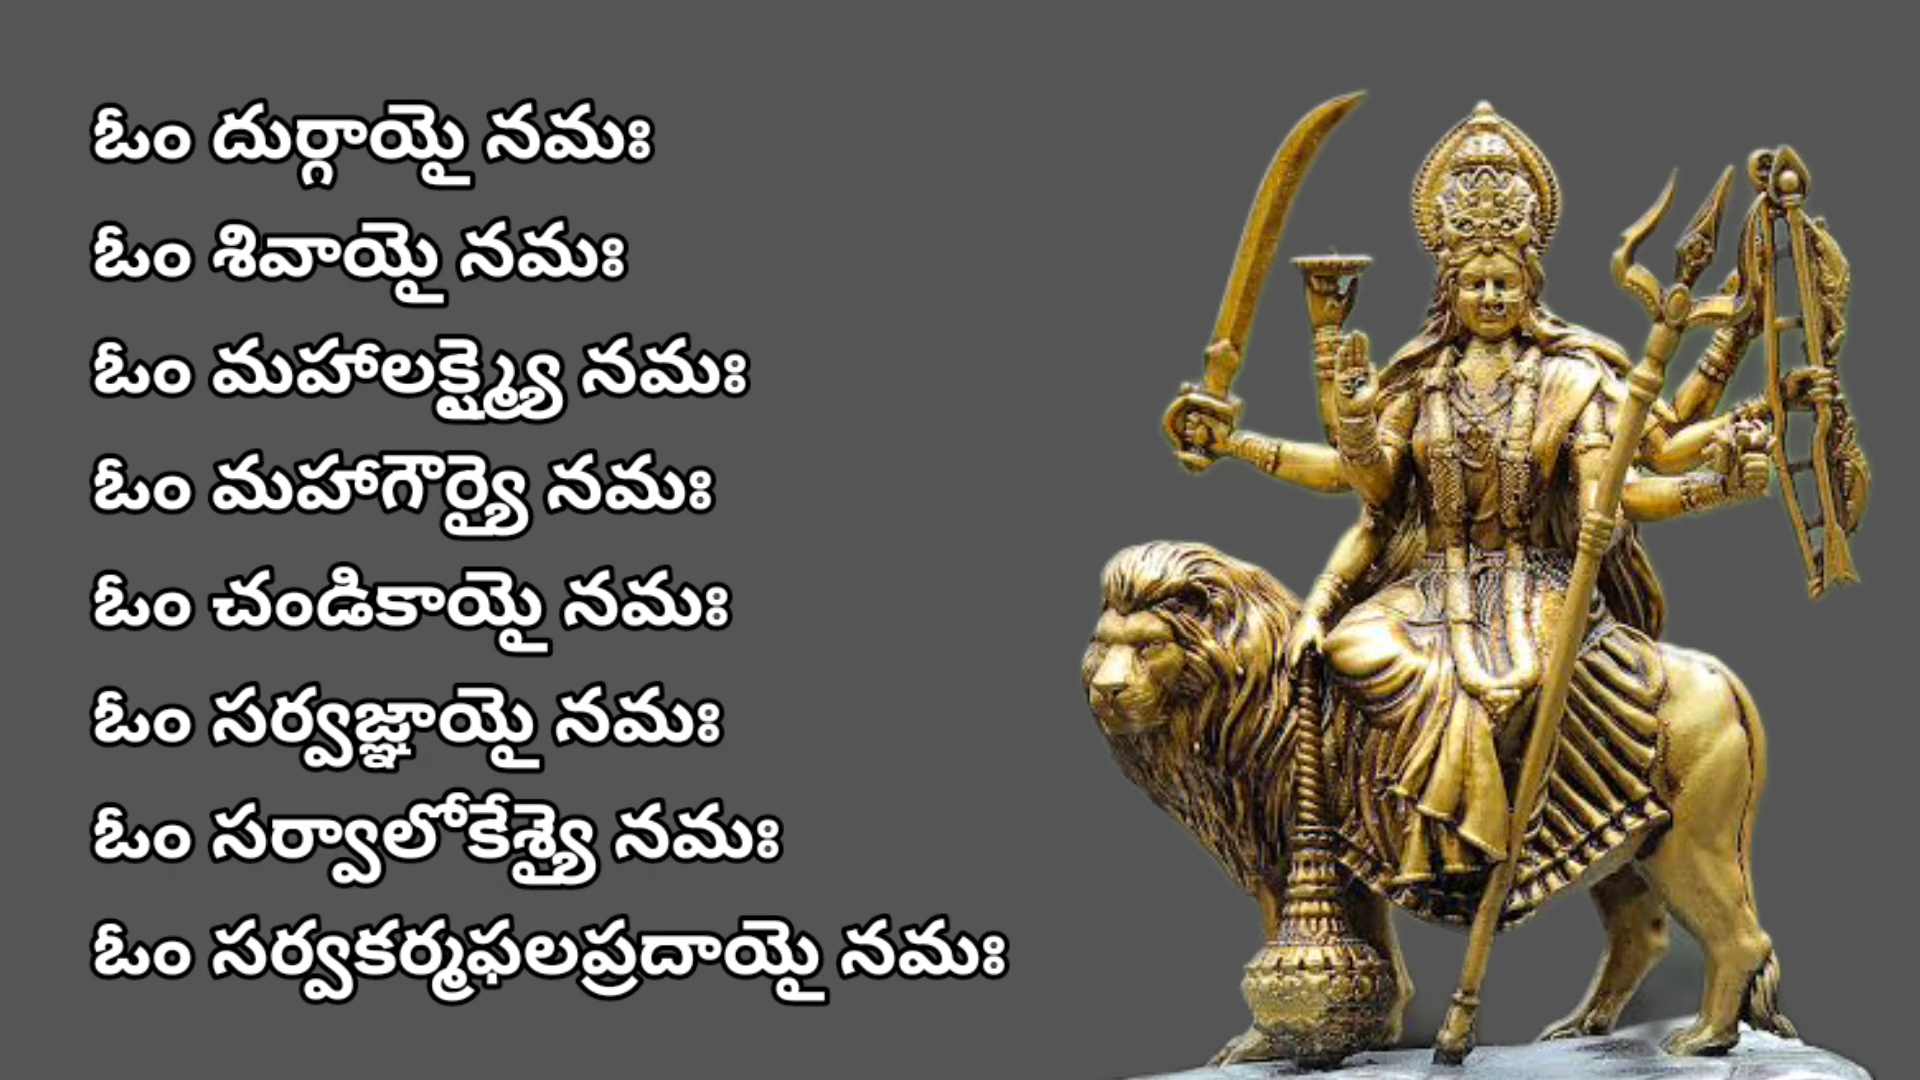 ఓం దుర్గాయై నమః
ఓం శివాయై నమః
ఓం మహాలక్ష్మ్యై నమః
ఓం మహాగౌర్యై నమః
ఓం చండికాయై నమః
ఓం సర్వజ్ఞాయై నమః
ఓం సర్వాలోకేశ్యై నమః
ఓం సర్వకర్మఫలప్రదాయై నమః